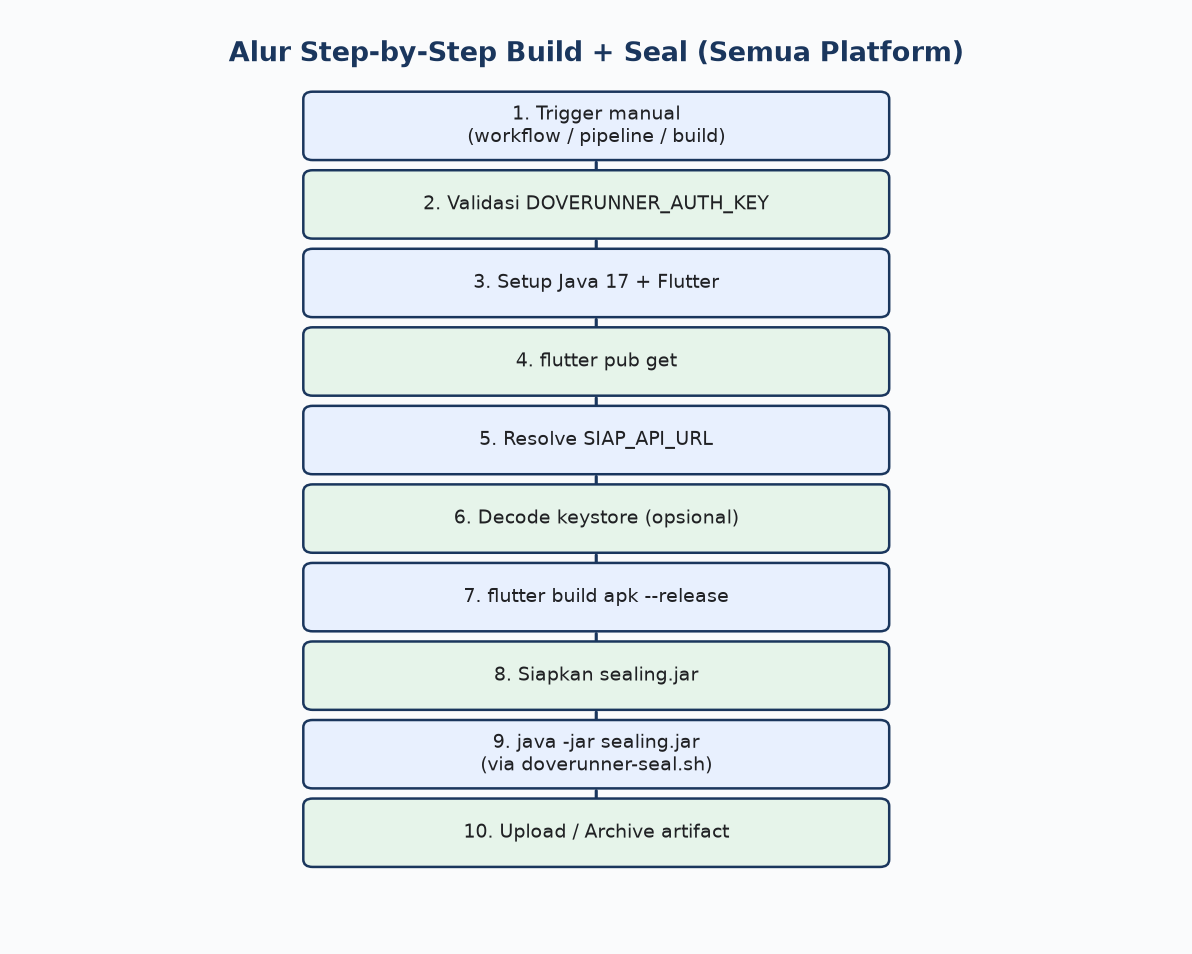 Alur Step-by-Step Build + Seal (Semua Platform)
1. Trigger manual
(workflow / pipeline / build)
2. Validasi DOVERUNNER_AUTH_KEY
3. Setup Java 17 + Flutter
4. flutter pub get
5. Resolve SIAP_API_URL
6. Decode keystore (opsional)
7. flutter build apk --release
8. Siapkan sealing.jar
9. java -jar sealing.jar
(via doverunner-seal.sh)
10. Upload / Archive artifact